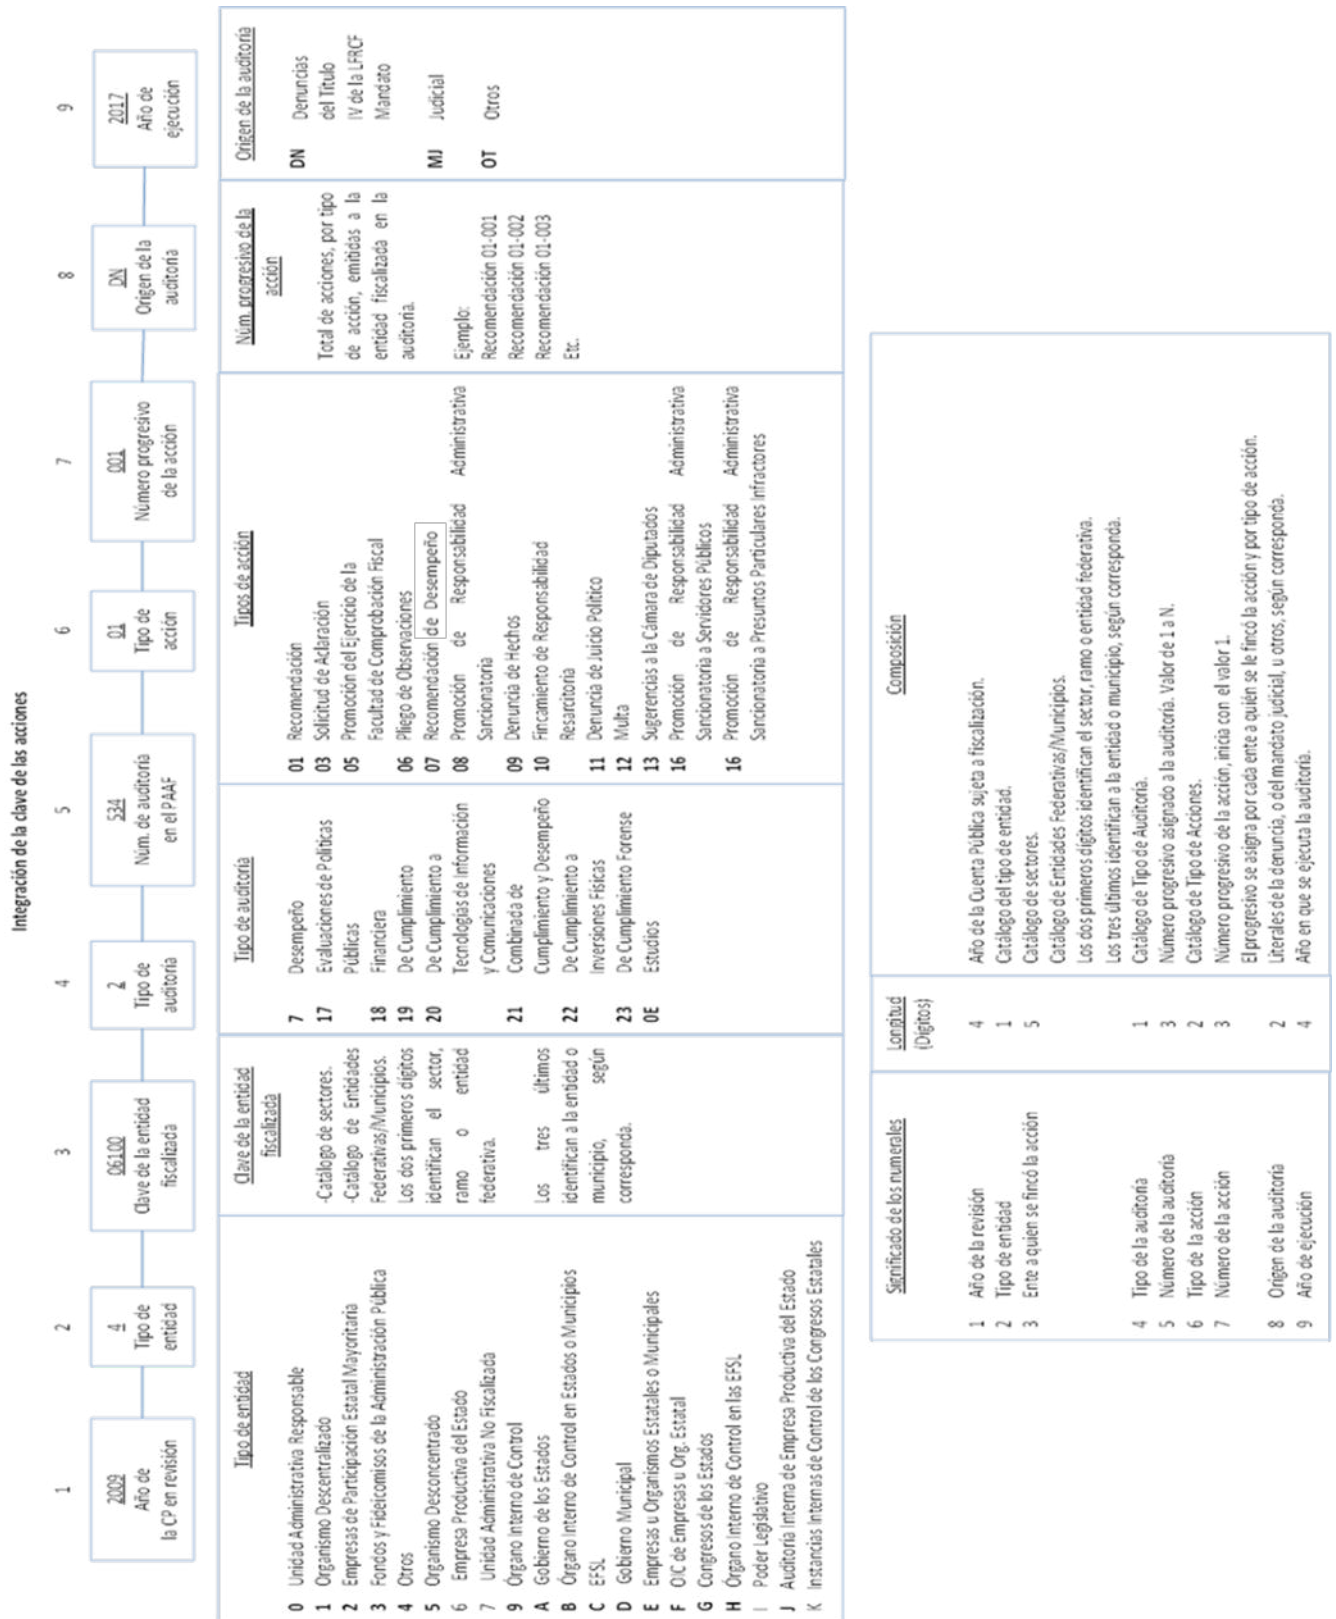 Integración de la clave de las acciones
1
2
3
4
5
6
7
8
9
2009
Año de
la CP en revisión
4
Tipo de
entidad
06100
Clave de la entidad
fiscalizada
2
Tipo de
auditoría
534
Núm. de auditoría
en el PAAF
01
Tipo de
acción
001
Número progresivo
de la acción
DN
Origen de la
auditoría
2017
Año de
ejecución
Tipo de entidad
0 Unidad Administrativa Responsable
1 Organismo Descentralizado
2 Empresas de Participación Estatal Mayoritaria
3 Fondos y Fideicomisos de la Administración Pública
4 Otros
5 Organismo Desconcentrado
6 Empresa Productiva del Estado
7 Unidad Administrativa No Fiscalizada
9 Órgano Interno de Control
A Gobierno de los Estados
B Órgano Interno de Control en Estados o Municipios
C EFSL
D Gobierno Municipal
E Empresas u Organismos Estatales o Municipales
F OIC de Empresas u Org. Estatal
G Congresos de los Estados
H Órgano Interno de Control en las EFSL
I Poder Legislativo
J Auditoría Interna de Empresa Productiva del Estado
K Instancias Internas de Control de los Congresos Estatales
Clave de la entidad
fiscalizada
-Catálogo de sectores.
-Catálogo de Entidades
Federativas/Municipios.
Los dos primeros dígitos
identifican el sector,
ramo o entidad
federativa.
Los tres últimos
identifican a la entidad o
municipio, según
corresponda.
Tipo de auditoría
7 Desempeño
17 Evaluaciones de Políticas
Públicas
18 Financiera
19 De Cumplimiento
20 De Cumplimiento a
Tecnologías de Información
y Comunicaciones
21 Combinada de
Cumplimiento y Desempeño
22 De Cumplimiento a
Inversiones Físicas
23 De Cumplimiento Forense
0E Estudios
Tipos de acción
01 Recomendación
03 Solicitud de Aclaración
05 Promoción del Ejercicio de la
Facultad de Comprobación Fiscal
06 Pliego de Observaciones
07 Recomendación de Desempeño
08 Promoción de Responsabilidad Administrativa
Sancionatoria
09 Denuncia de Hechos
10 Fincamiento de Responsabilidad
Resarcitoria
11 Denuncia de Juicio Político
12 Multa
13 Sugerencias a la Cámara de Diputados
16 Promoción de Responsabilidad Administrativa
Sancionatoria a Servidores Públicos
16 Promoción de Responsabilidad Administrativa
Sancionatoria a Presuntos Particulares Infractores
Núm. progresivo de la
acción
Total de acciones, por tipo
de acción, emitidas a la
entidad fiscalizada en la
auditoría.
Ejemplo:
Recomendación 01-001
Recomendación 01-002
Recomendación 01-003
Etc.
Origen de la auditoría
DN Denuncias
del Título
IV de la LFRCF
Mandato
MJ Judicial
OT Otros
Significado de los numerales
1 Año de la revisión
2 Tipo de entidad
3 Ente a quien se fincó la acción
4 Tipo de la auditoría
5 Número de la auditoría
6 Tipo de la acción
7 Número de la acción
8 Origen de la auditoría
9 Año de ejecución
Longitud
(Dígitos)
4
1
5
1
3
2
3
2
4
Composición
Año de la Cuenta Pública sujeta a fiscalización.
Catálogo del tipo de entidad.
Catálogo de sectores.
Catálogo de Entidades Federativas/Municipios.
Los dos primeros dígitos identifican el sector, ramo o entidad federativa.
Los tres últimos identifican a la entidad o municipio, según corresponda.
Catálogo de Tipo de Auditoría.
Número progresivo asignado a la auditoría. Valor de 1 a N.
Catálogo de Tipo de Acciones.
Número progresivo de la acción, inicia con el valor 1.
El progresivo se asigna por cada ente a quién se le fincó la acción y por tipo de acción.
Literales de la denuncia, o del mandato judicial, u otros, según corresponda.
Año en que se ejecuta la auditoría.